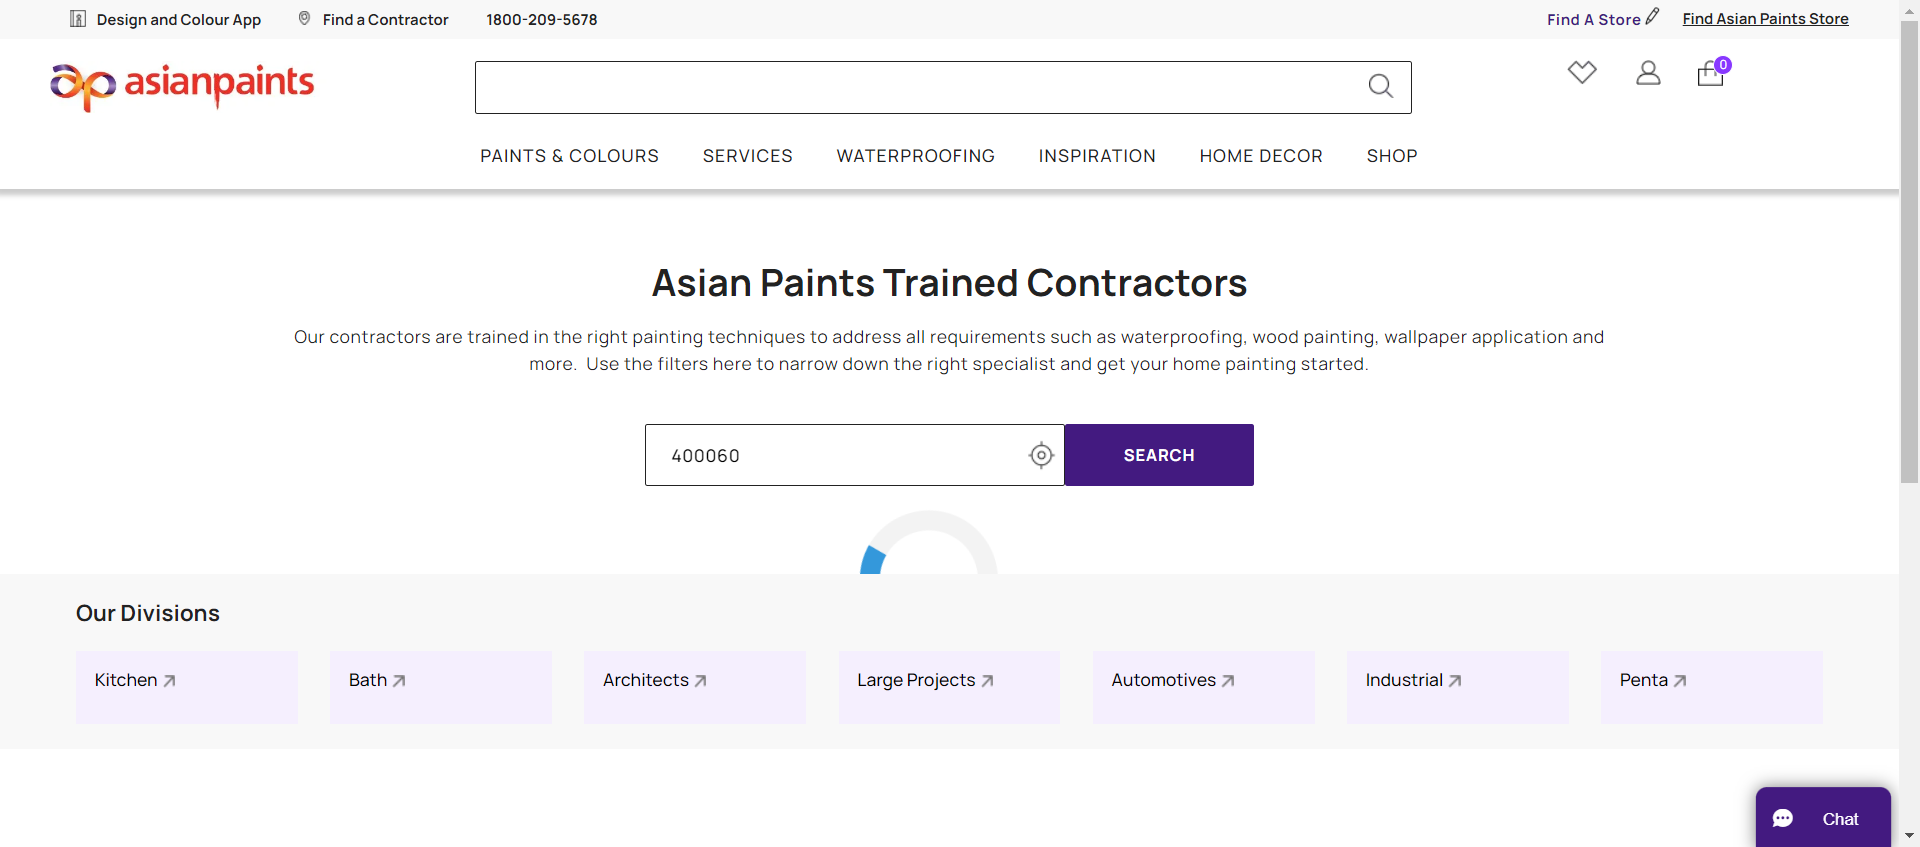 Design and Colour App
Find a Contractor
1800-209-5678
Find A Store
Find Asian Paints Store
asianpaints
0
PAINTS & COLOURS
SERVICES
WATERPROOFING
INSPIRATION
HOME DECOR
SHOP
Asian Paints Trained Contractors
Our contractors are trained in the right painting techniques to address all requirements such as waterproofing, wood painting, wallpaper application and
more.  Use the filters here to narrow down the right specialist and get your home painting started.
400060
SEARCH
Our Divisions
Kitchen
Bath
Architects
Large Projects
Automotives
Industrial
Penta
Chat